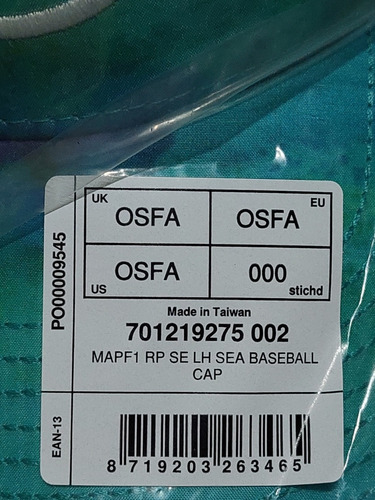 UK OSFA OSFA EU
US OSFA 000 stichd
Made in Taiwan
701219275 002
MAPF1 RP SE LH SEA BASEBALL
CAP
PO00009545
EAN-13
8 719203 263465